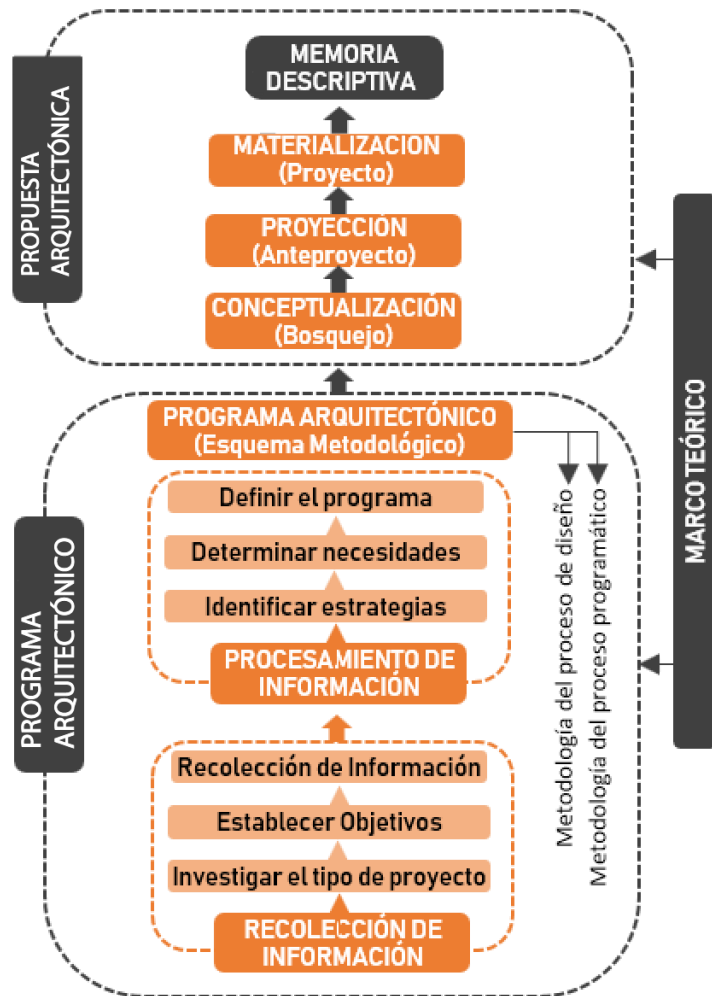 MEMORIA
DESCRIPTIVA
MATERIALIZACIÓN
(Proyecto)
PROYECCIÓN
(Anteproyecto)
CONCEPTUALIZACIÓN
(Bosquejo)
PROPUESTA
ARQUITECTÓNICA
PROGRAMA ARQUITECTÓNICO
(Esquema Metodológico)
Definir el programa
Determinar necesidades
Identificar estrategias
PROCESAMIENTO DE
INFORMACIÓN
Recolección de Información
Establecer Objetivos
Investigar el tipo de proyecto
RECOLECCIÓN DE
INFORMACIÓN
PROGRAMA
ARQUITECTÓNICO
Metodología del proceso de diseño
Metodología del proceso programático
MARCO TEÓRICO